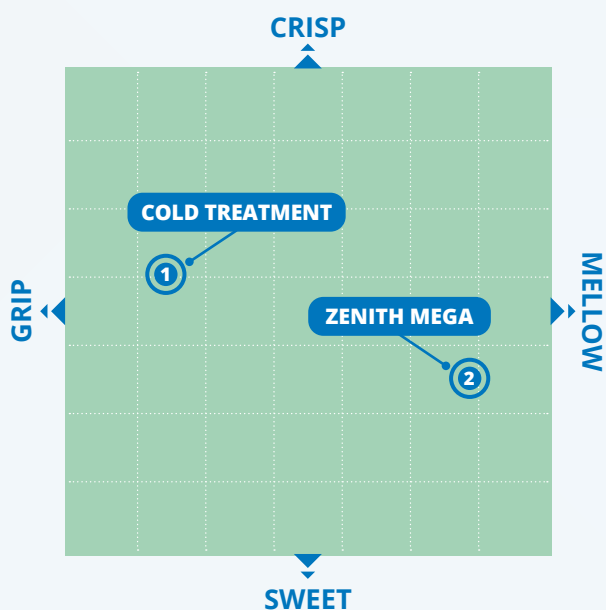 CRISP
COLD TREATMENT
1
GRIP
MELLOW
ZENITH MEGA
2
SWEET